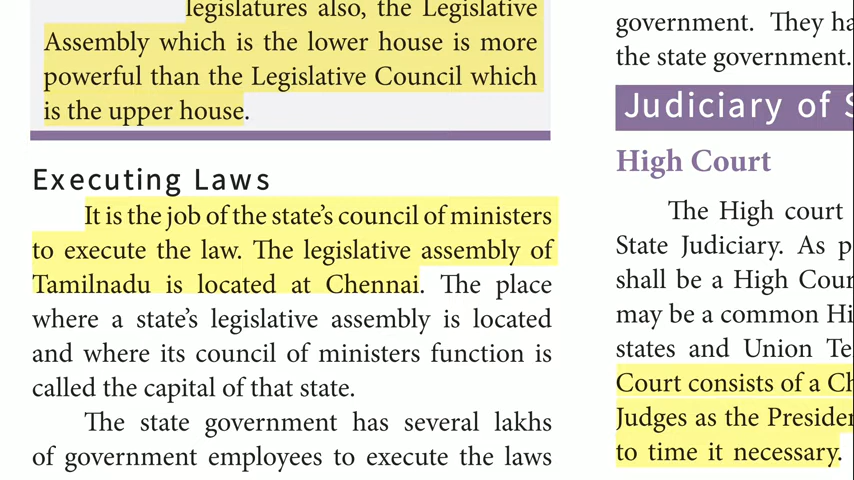 legislatures also, the Legislative
Assembly which is the lower house is more
powerful than the Legislative Council which
is the upper house.
Executing Laws
It is the job of the state's council of ministers
to execute the law. The legislative assembly of
Tamilnadu is located at Chennai. The place
where a state's legislative assembly is located
and where its council of ministers function is
called the capital of that state.
The state government has several lakhs
of government employees to execute the laws
government. They
the state government.
Judiciary of
High Court
The High court
State Judiciary. As
shall be a High
may be a common
states and Union
Court consists of a
Judges as the
to time it necessary.